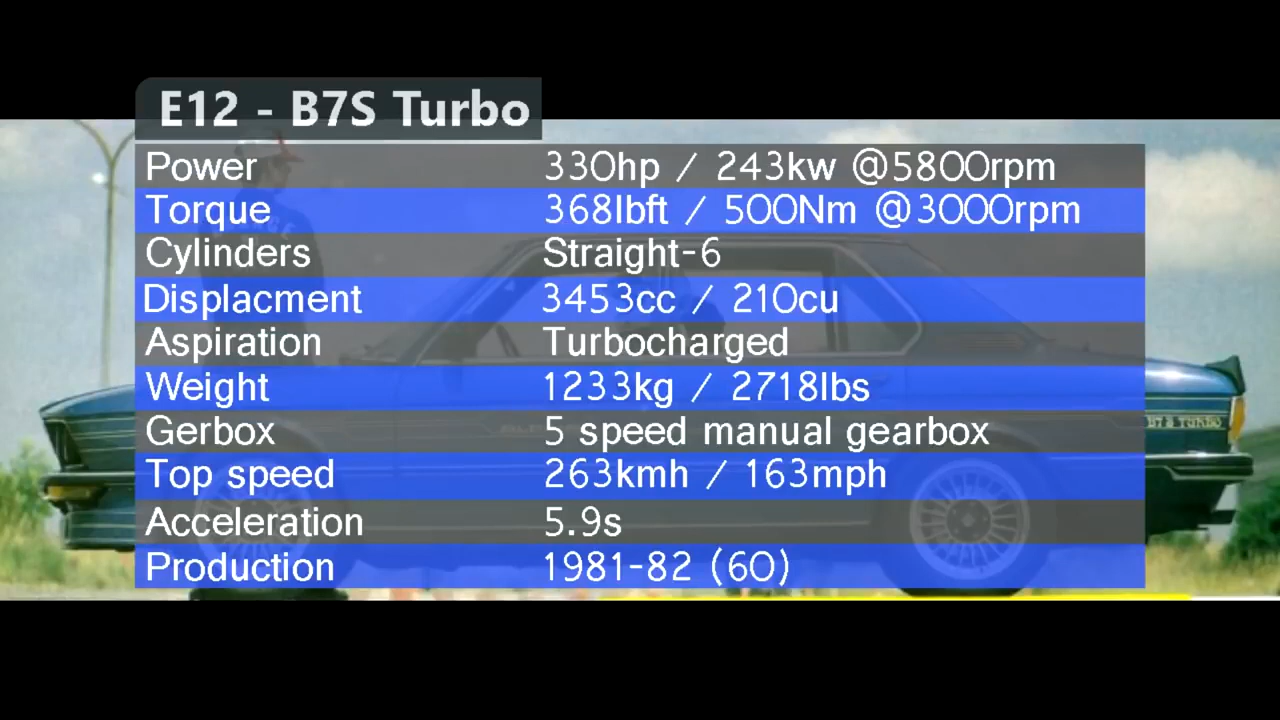 E12 - B7S Turbo
Power 330hp / 243kw @5800rpm
Torque 368lbft / 500Nm @3000rpm
Cylinders Straight-6
Displacment 3453cc / 210cu
Aspiration Turbocharged
Weight 1233kg / 2718lbs
Gerbox 5 speed manual gearbox
Top speed 263kmh / 163mph
Acceleration 5.9s
Production 1981-82 (60)
B7S TURBO